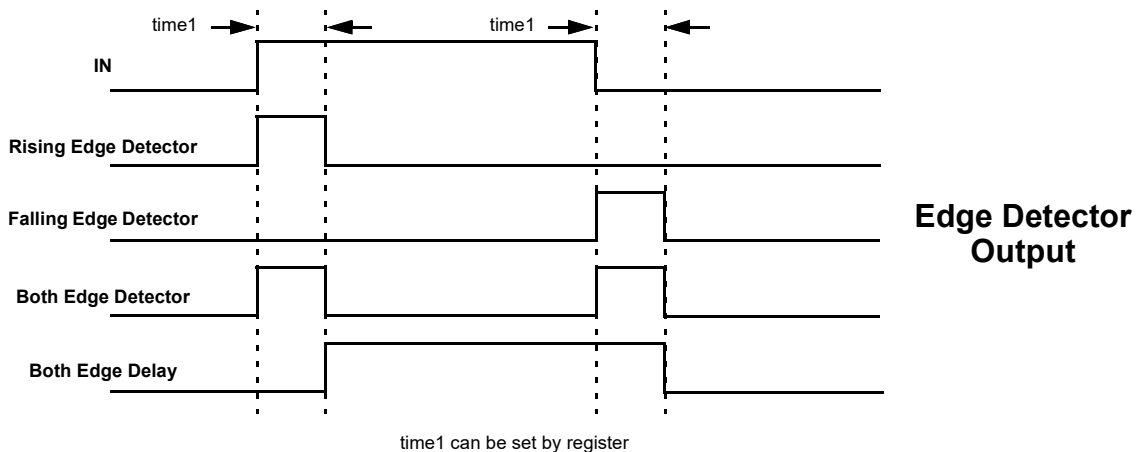 time1
time1
IN
Rising Edge Detector
Falling Edge Detector
Edge Detector
Output
Both Edge Detector
Both Edge Delay
time1 can be set by register